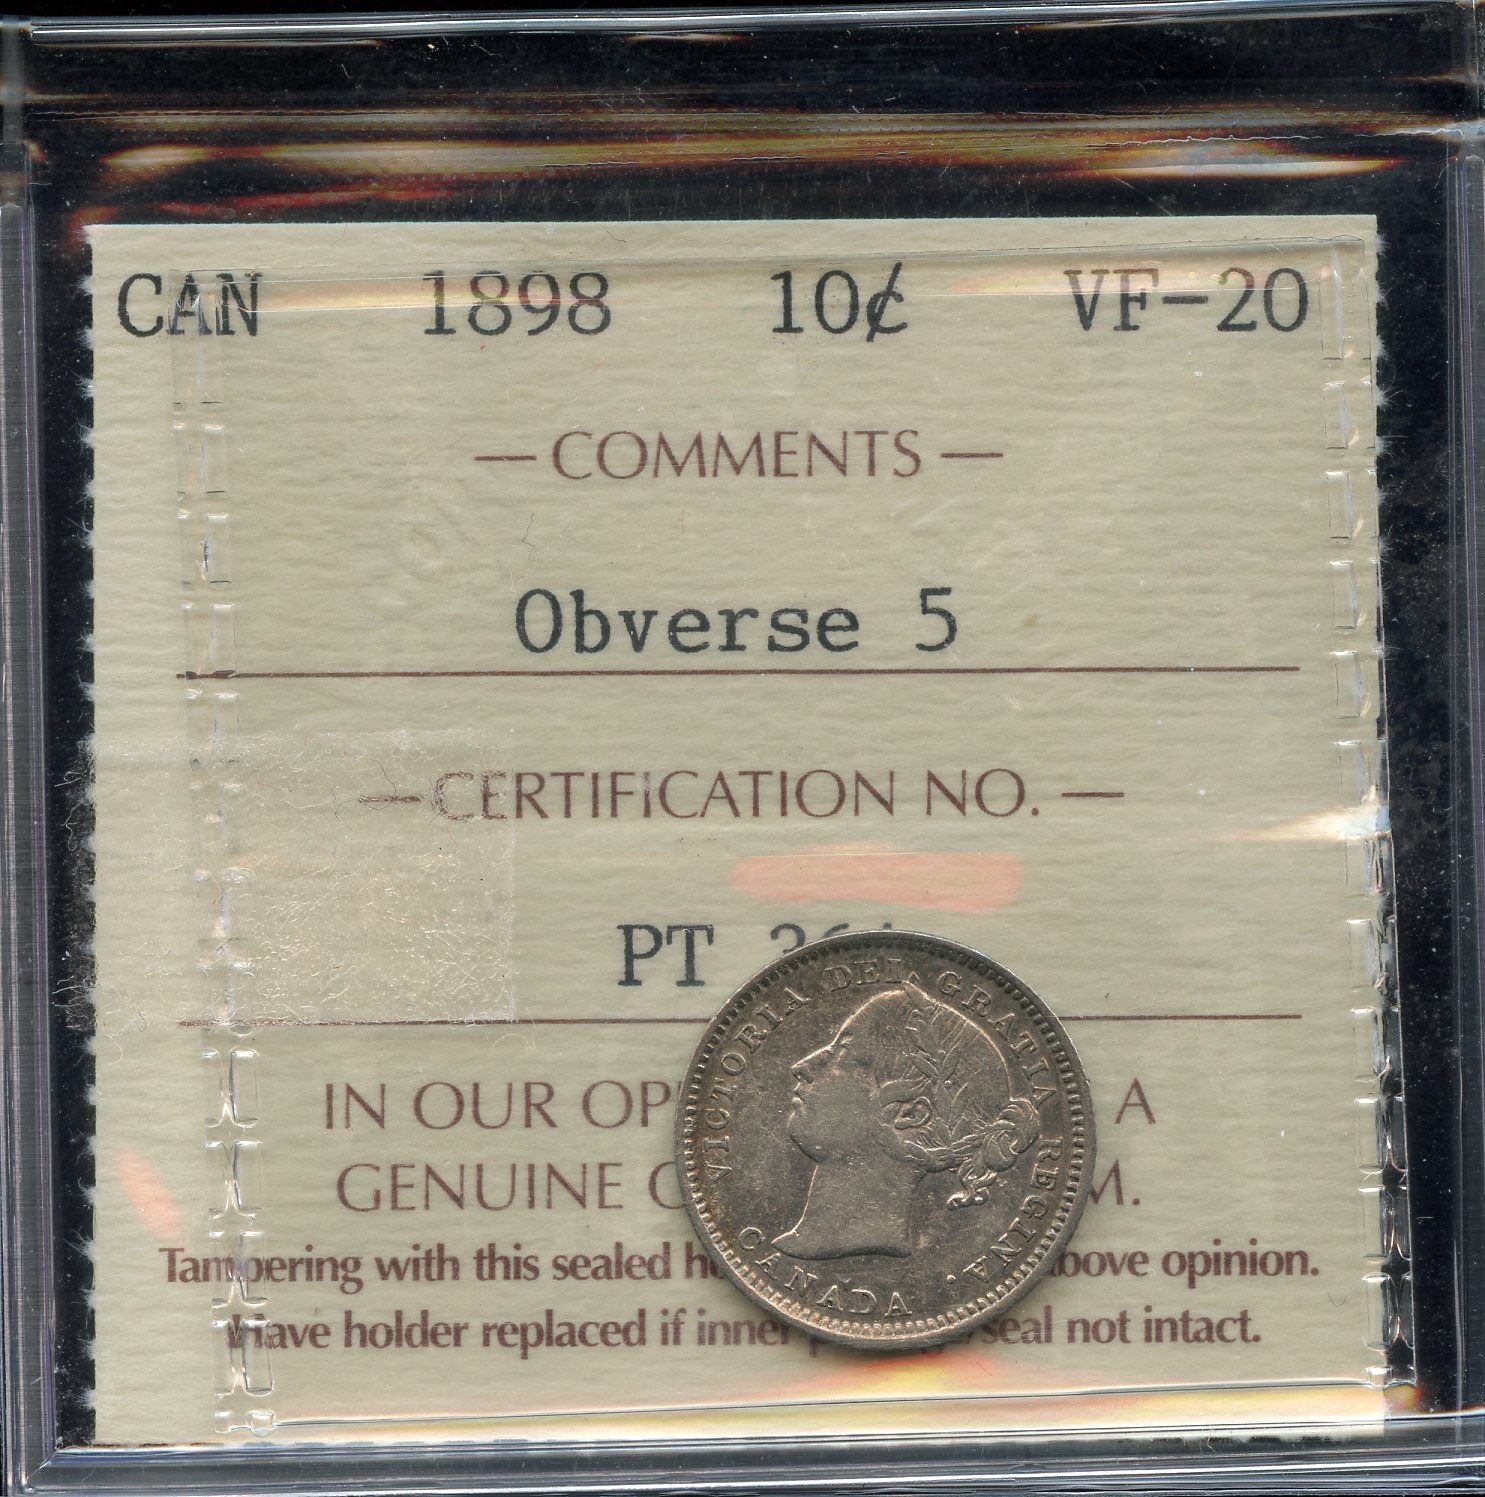 CAN 1898 10¢ VF-20
— COMMENTS —
Obverse 5
— CERTIFICATION NO. —
PT
IN OUR OP A
GENUINE M.
Tampering with this sealed bove opinion.
Have holder replaced if inner seal not intact.
VICTORIA DEI GRATIA REGINA.
CANADA